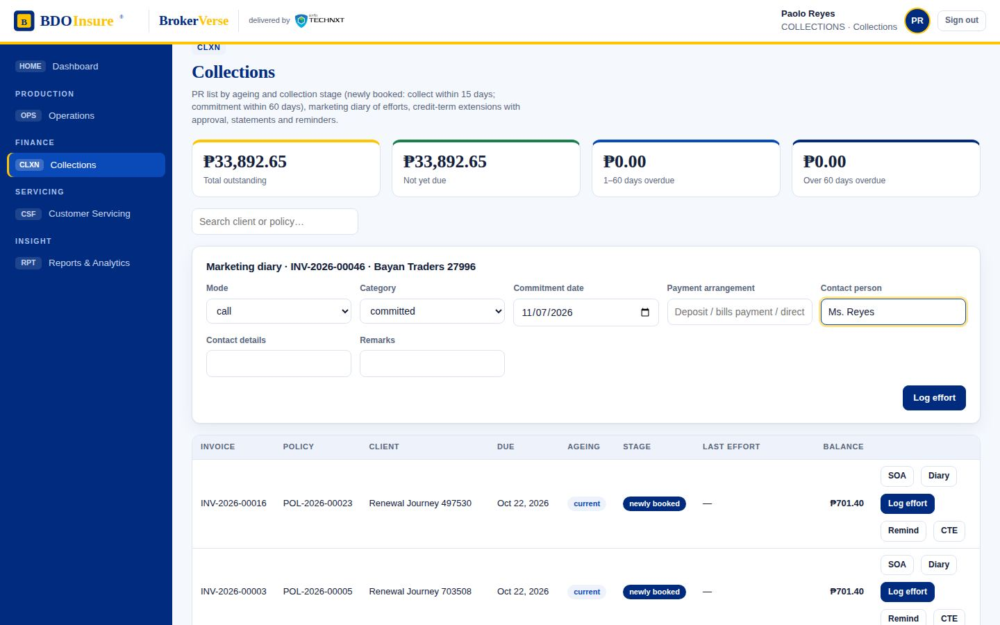 B BDOInsure ®
BrokerVerse
delivered by
TECHNXT
Paolo Reyes
COLLECTIONS · Collections
PR
Sign out
HOME Dashboard
PRODUCTION
OPS Operations
FINANCE
CLXN Collections
SERVICING
CSF Customer Servicing
INSIGHT
RPT Reports & Analytics
CLXN
Collections
PR list by ageing and collection stage (newly booked: collect within 15 days;
commitment within 60 days), marketing diary of efforts, credit-term extensions with
approval, statements and reminders.
₱33,892.65
Total outstanding
₱33,892.65
Not yet due
₱0.00
1–60 days overdue
₱0.00
Over 60 days overdue
Search client or policy…
Marketing diary · INV-2026-00046 · Bayan Traders 27996
Mode Category Commitment date Payment arrangement Contact person
call committed 11/07/2026 Deposit / bills payment / direct Ms. Reyes
Contact details Remarks
Log effort
INVOICE POLICY CLIENT DUE AGEING STAGE LAST EFFORT BALANCE
SOA Diary
INV-2026-00016 POL-2026-00023 Renewal Journey 497530 Oct 22, 2026 current newly booked — ₱701.40 Log effort
Remind CTE
SOA Diary
INV-2026-00003 POL-2026-00005 Renewal Journey 703508 Oct 22, 2026 current newly booked — ₱701.40 Log effort
Remind CTE